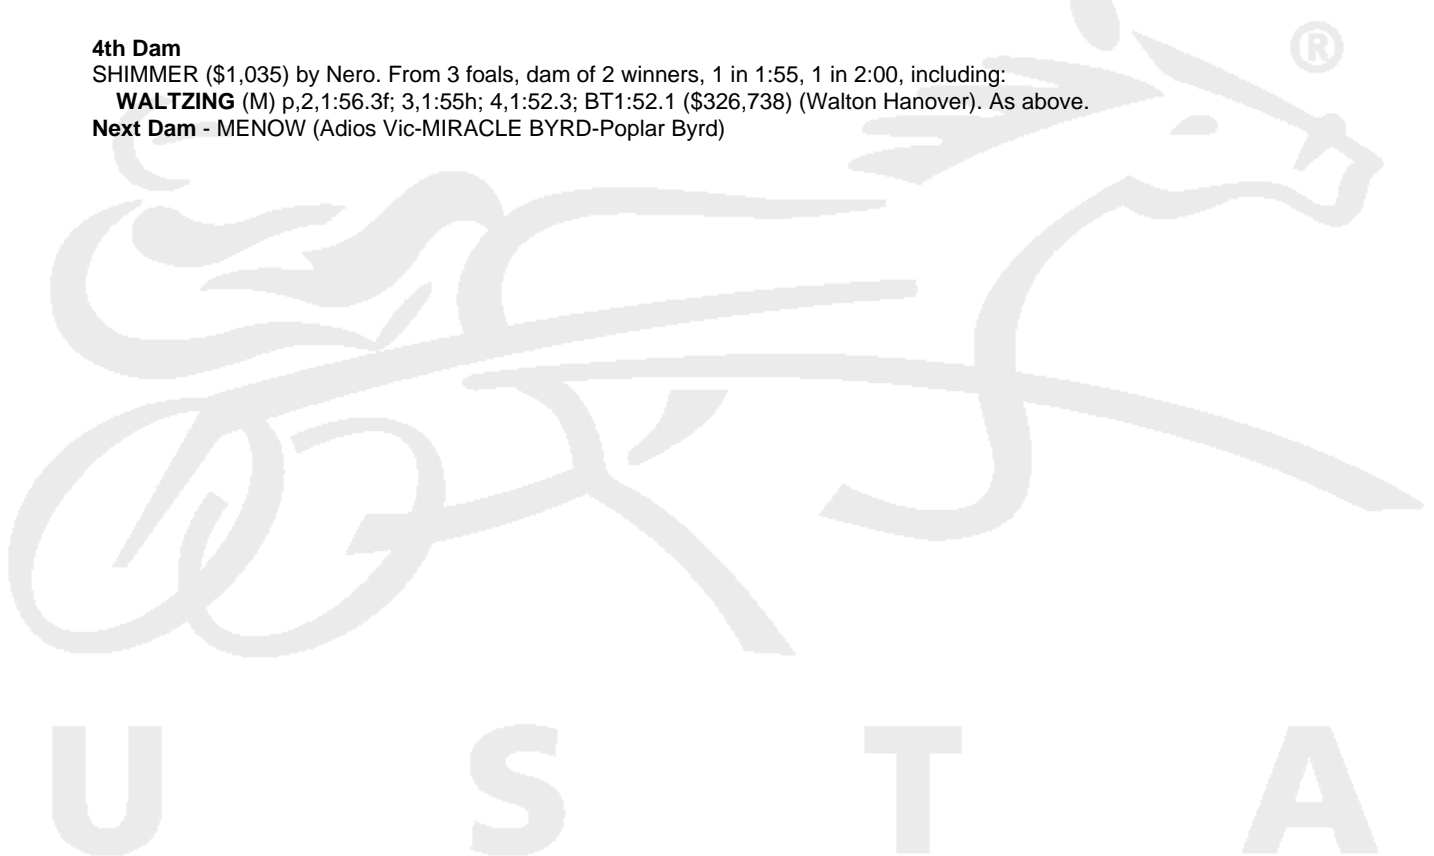 4th Dam
SHIMMER ($1,035) by Nero. From 3 foals, dam of 2 winners, 1 in 1:55, 1 in 2:00, including:
WALTZING (M) p,2,1:56.3f; 3,1:55h; 4,1:52.3; BT1:52.1 ($326,738) (Walton Hanover). As above.
Next Dam - MENOW (Adios Vic-MIRACLE BYRD-Poplar Byrd)
®
U S T A